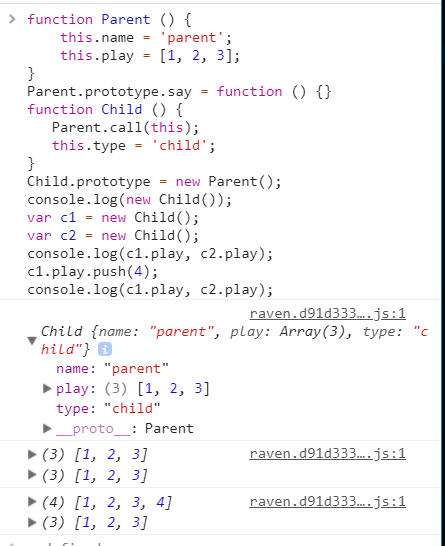 function Parent () {
this.name = 'parent';
this.play = [1, 2, 3];
}
Parent.prototype.say = function () {}
function Child () {
Parent.call(this);
this.type = 'child';
}
Child.prototype = new Parent();
console.log(new Child());
var c1 = new Child();
var c2 = new Child();
console.log(c1.play, c2.play);
c1.play.push(4);
console.log(c1.play, c2.play);
raven.d91d333….js:1
Child {name: "parent", play: Array(3), type: "c
hild"}
name: "parent"
play: (3) [1, 2, 3]
type: "child"
__proto__: Parent
(3) [1, 2, 3] raven.d91d333….js:1
(3) [1, 2, 3]
(4) [1, 2, 3, 4] raven.d91d333….js:1
(3) [1, 2, 3]